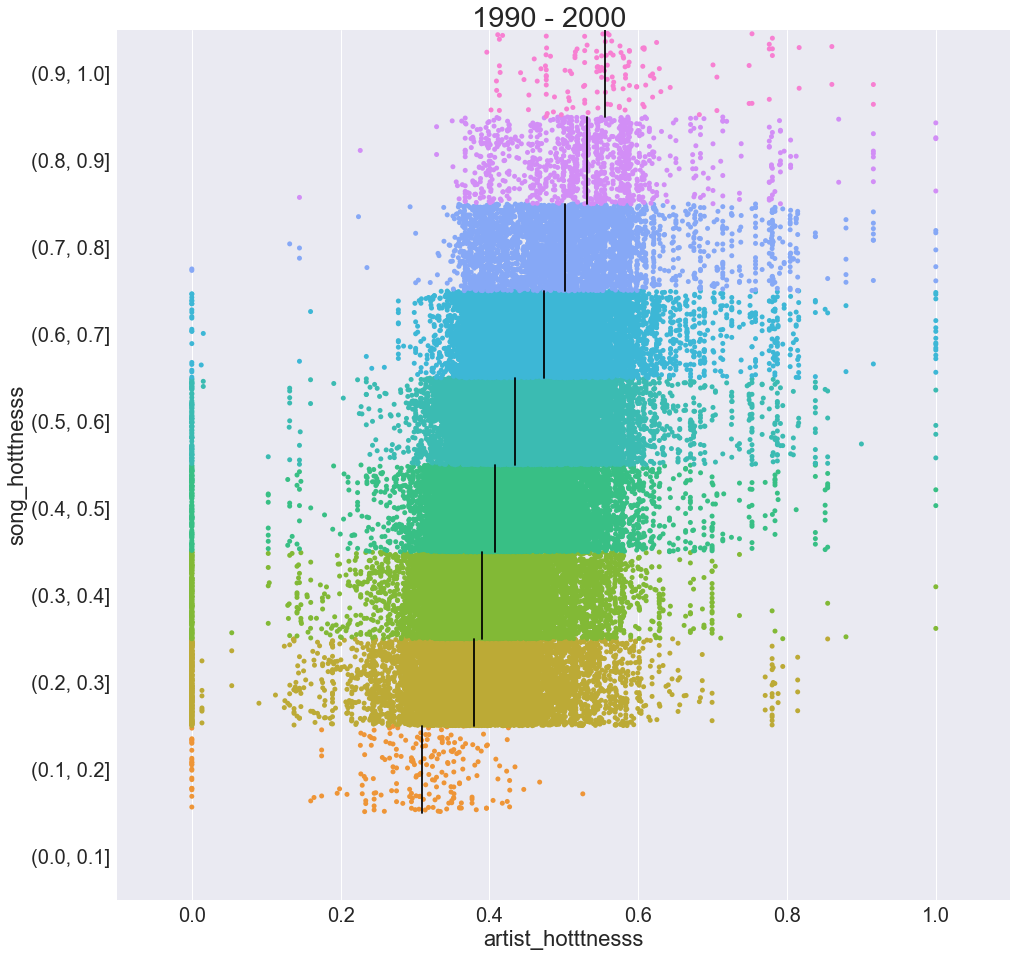 1990 - 2000
(0.9, 1.0]
(0.8, 0.9]
(0.7, 0.8]
(0.6, 0.7]
(0.5, 0.6]
(0.4, 0.5]
(0.3, 0.4]
(0.2, 0.3]
(0.1, 0.2]
(0.0, 0.1]
song_hotttnesss
0.0 0.2 0.4 0.6 0.8 1.0
artist_hotttnesss